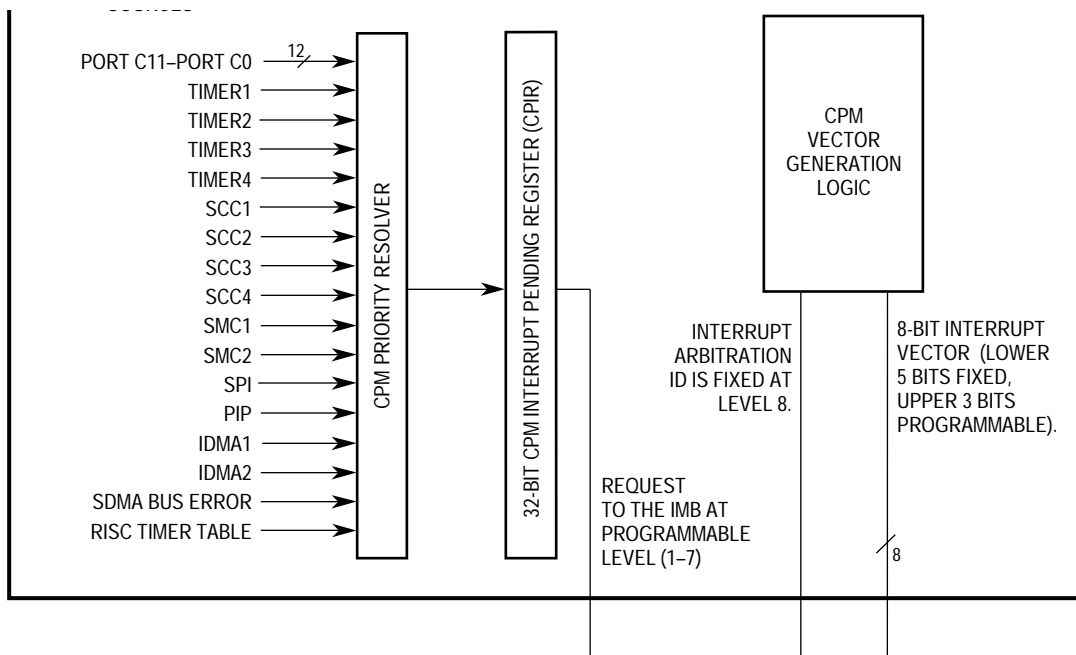 PORT C11–PORT C0
12
TIMER1
TIMER2
TIMER3
TIMER4
SCC1
SCC2
SCC3
SCC4
SMC1
SMC2
SPI
PIP
IDMA1
IDMA2
SDMA BUS ERROR
RISC TIMER TABLE
CPM PRIORITY RESOLVER
32-BIT CPM INTERRUPT PENDING REGISTER (CPIR)
REQUEST
TO THE IMB AT
PROGRAMMABLE
LEVEL (1–7)
CPM
VECTOR
GENERATION
LOGIC
INTERRUPT
ARBITRATION
ID IS FIXED AT
LEVEL 8.
8-BIT INTERRUPT
VECTOR (LOWER
5 BITS FIXED,
UPPER 3 BITS
PROGRAMMABLE).
8